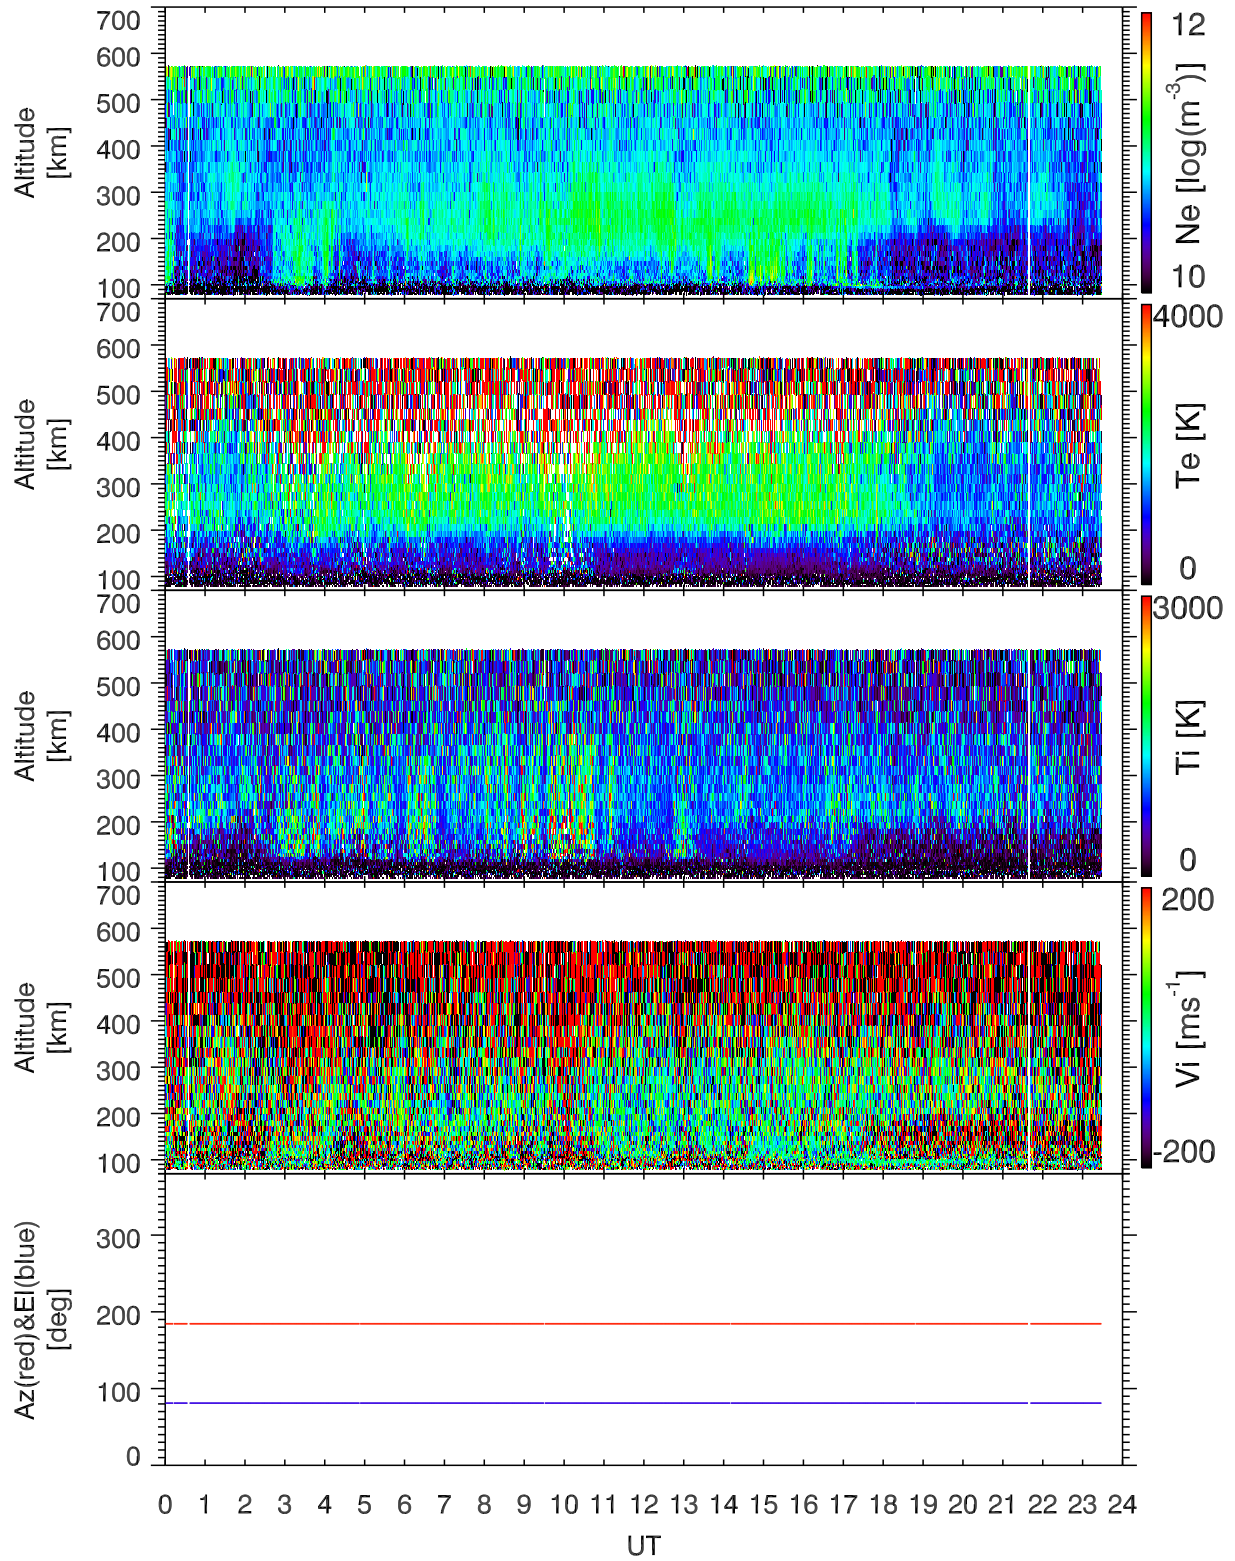 700
600
500
400
300
200
100
Altitude
[km]
12
10
Ne [log(m⁻³)]
700
600
500
400
300
200
100
Altitude
[km]
4000
0
Te [K]
700
600
500
400
300
200
100
Altitude
[km]
3000
0
Ti [K]
700
600
500
400
300
200
100
Altitude
[km]
200
-200
Vi [ms⁻¹]
300
200
100
0
Az(red)&El(blue)
[deg]
0 1 2 3 4 5 6 7 8 9 10 11 12 13 14 15 16 17 18 19 20 21 22 23 24
UT